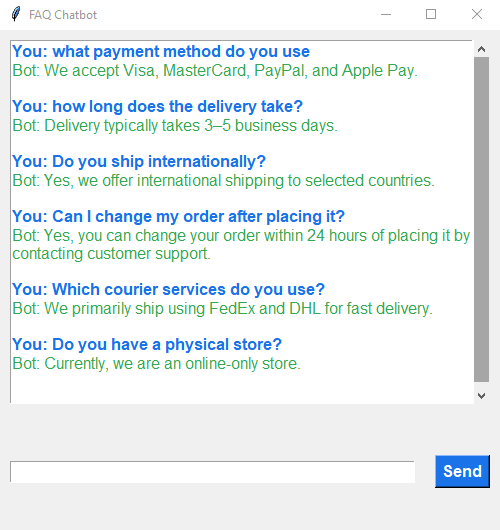 FAQ Chatbot
You: what payment method do you use
Bot: We accept Visa, MasterCard, PayPal, and Apple Pay.
You: how long does the delivery take?
Bot: Delivery typically takes 3–5 business days.
You: Do you ship internationally?
Bot: Yes, we offer international shipping to selected countries.
You: Can I change my order after placing it?
Bot: Yes, you can change your order within 24 hours of placing it by
contacting customer support.
You: Which courier services do you use?
Bot: We primarily ship using FedEx and DHL for fast delivery.
You: Do you have a physical store?
Bot: Currently, we are an online-only store.
Send